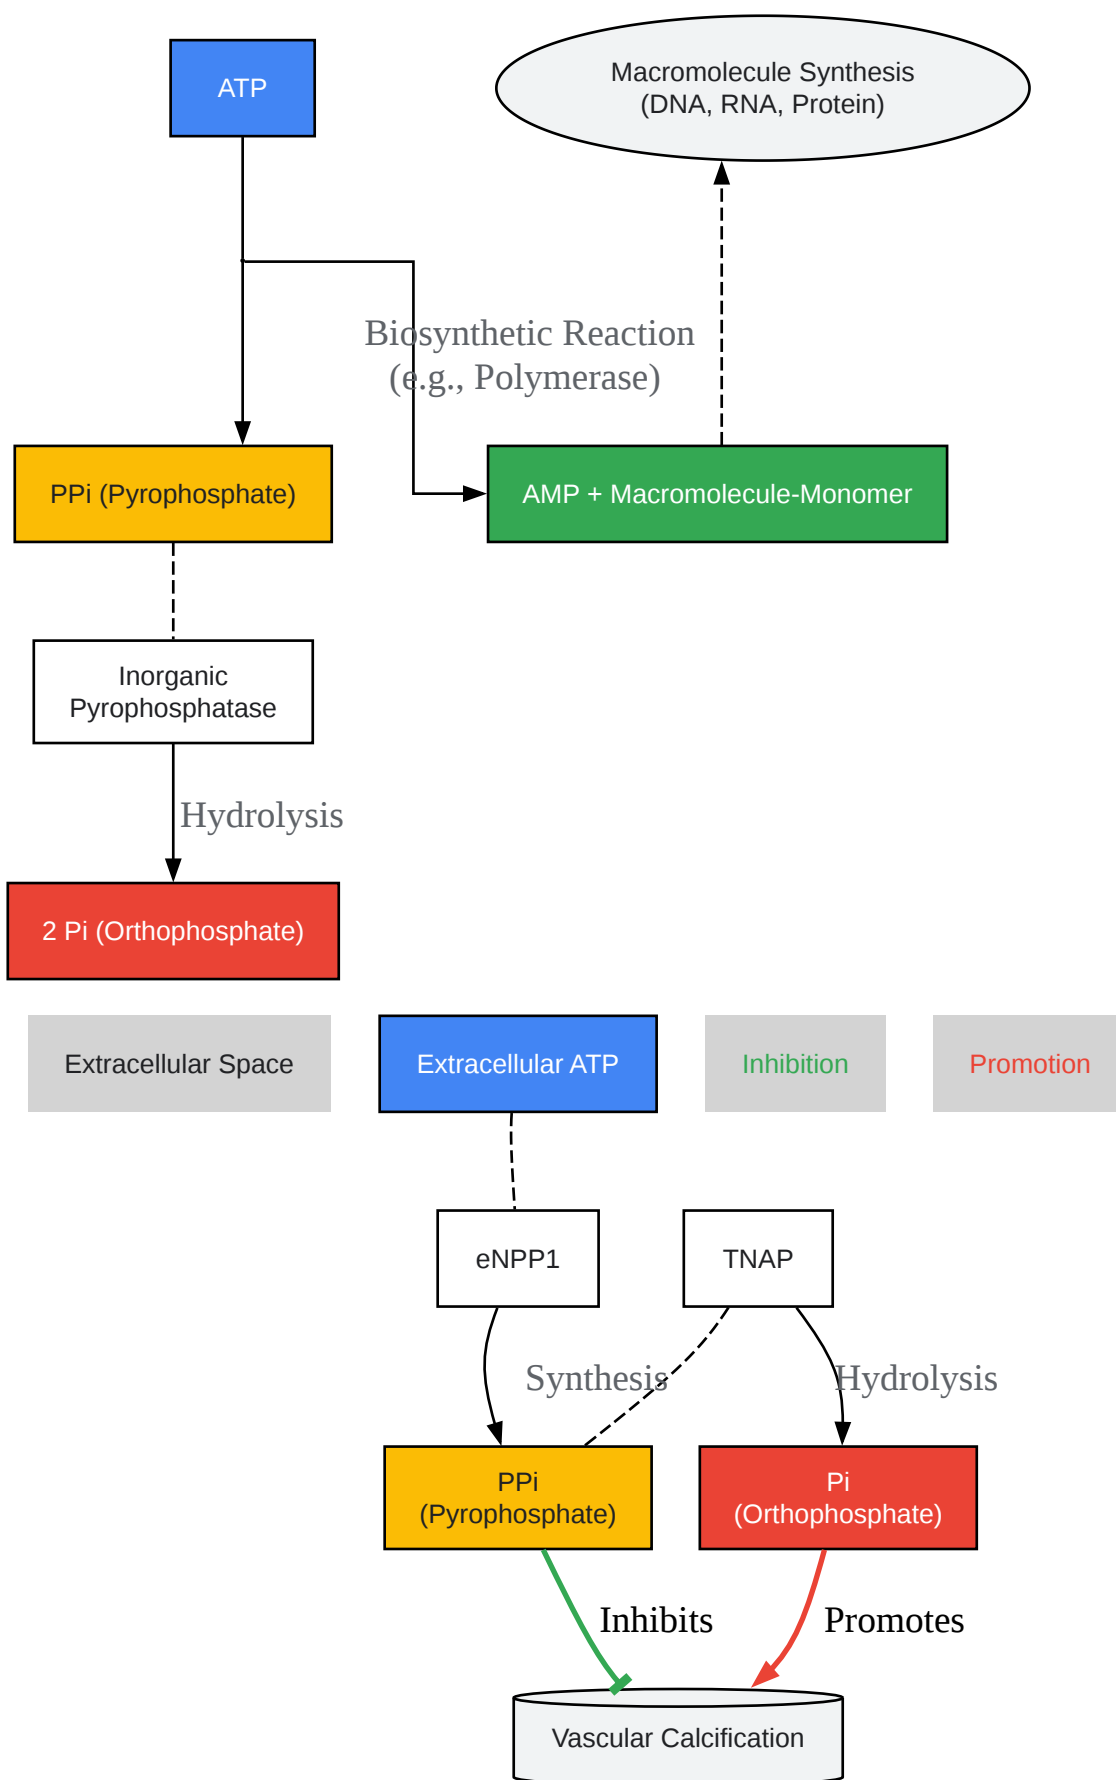 ATP
Macromolecule Synthesis
(DNA, RNA, Protein)
Biosynthetic Reaction
(e.g., Polymerase)
PPi (Pyrophosphate)
AMP + Macromolecule-Monomer
Inorganic
Pyrophosphatase
Hydrolysis
2 Pi (Orthophosphate)
Extracellular Space
Extracellular ATP
Inhibition
Promotion
eNPP1
TNAP
Synthesis
Hydrolysis
PPi
(Pyrophosphate)
Pi
(Orthophosphate)
Inhibits
Promotes
Vascular Calcification